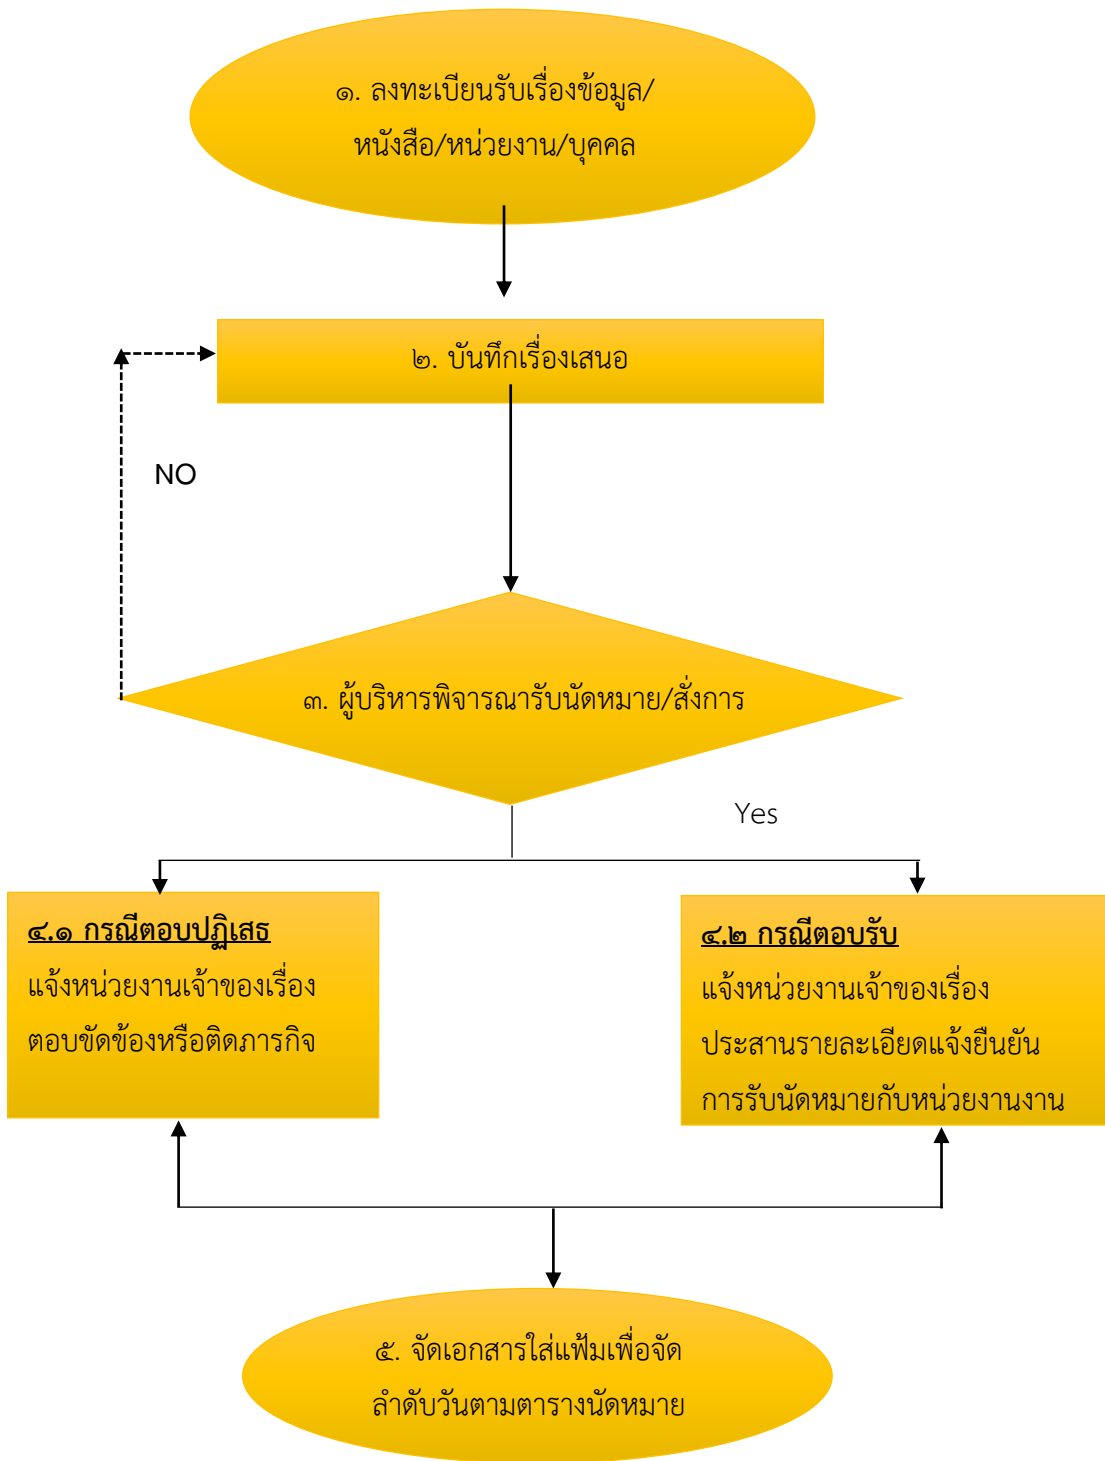 ๑. ลงทะเบียนรับเรื่องข้อมูล/
หนังสือ/หน่วยงาน/บุคคล
๒. บันทึกเรื่องเสนอ
NO
๓. ผู้บริหารพิจารณารับนัดหมาย/สั่งการ
Yes
๔.๑ กรณีตอบปฏิเสธ
แจ้งหน่วยงานเจ้าของเรื่อง
ตอบขัดข้องหรือติดภารกิจ
๔.๒ กรณีตอบรับ
แจ้งหน่วยงานเจ้าของเรื่อง
ประสานรายละเอียดแจ้งยืนยัน
การรับนัดหมายกับหน่วยงานงาน
๕. จัดเอกสารใส่แฟ้มเพื่อจัด
ลำดับวันตามตารางนัดหมาย